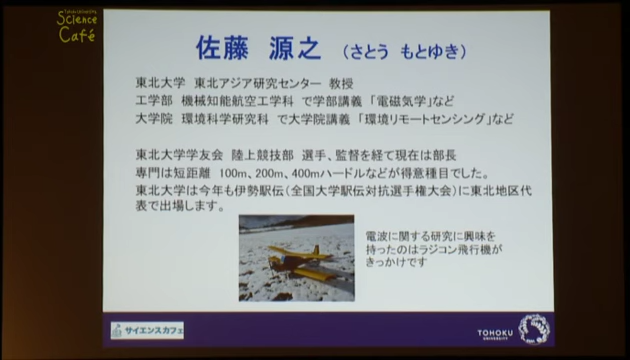 Tohoku University
Science
Café
佐藤 源之 (さとう もとゆき)
東北大学 東北アジア研究センター 教授
工学部 機械知能航空工学科 で学部講義 「電磁気学」など
大学院 環境科学研究科 で大学院講義 「環境リモートセンシング」など
東北大学学友会 陸上競技部 選手、監督を経て現在は部長
専門は短距離 100m、200m、400mハードルなどが得意種目でした。
東北大学は今年も伊勢駅伝(全国大学駅伝対抗選手権大会)に東北地区代
表で出場します。
電波に関する研究に興味を
持ったのはラジコン飛行機が
きっかけです
サイエンスカフェ
TOHOKU
UNIVERSITY